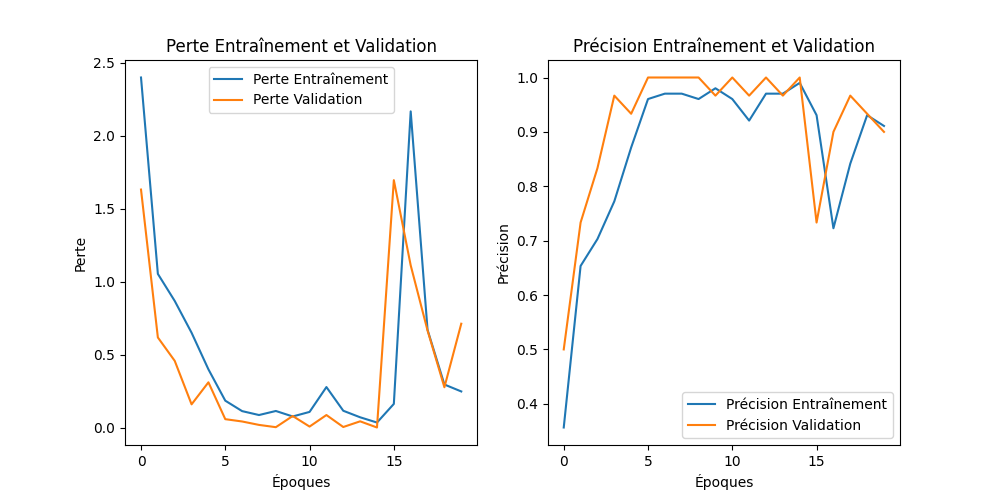 Perte Entraînement et Validation
Perte Entraînement
Perte Validation
2.5
2.0
1.5
1.0
0.5
0.0
Perte
0 5 10 15
Époques
Précision Entraînement et Validation
1.0
0.9
0.8
0.7
0.6
0.5
0.4
Précision
Précision Entraînement
Précision Validation
0 5 10 15
Époques